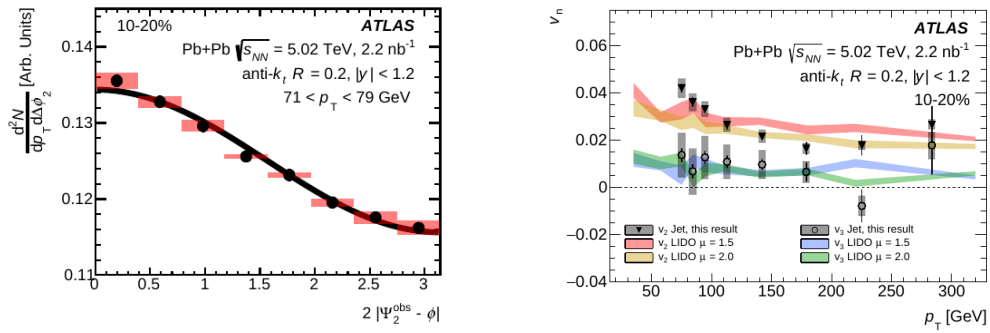 10-20%
ATLAS
Pb+Pb √sNN = 5.02 TeV, 2.2 nb-1
anti-kt R = 0.2, |y| < 1.2
71 < pT < 79 GeV
d2N
dpT dΔϕ2
[Arb. Units]
0.14
0.13
0.12
0.11
0 0.5 1 1.5 2 2.5 3
2 |Ψ2obs - ϕ|
vn
ATLAS
Pb+Pb √sNN = 5.02 TeV, 2.2 nb-1
anti-kt R = 0.2, |y| < 1.2
10-20%
0.06
0.04
0.02
0
−0.02
−0.04
v2 Jet, this result
v2 LIDO μ = 1.5
v2 LIDO μ = 2.0
v3 Jet, this result
v3 LIDO μ = 1.5
v3 LIDO μ = 2.0
50 100 150 200 250 300
pT [GeV]